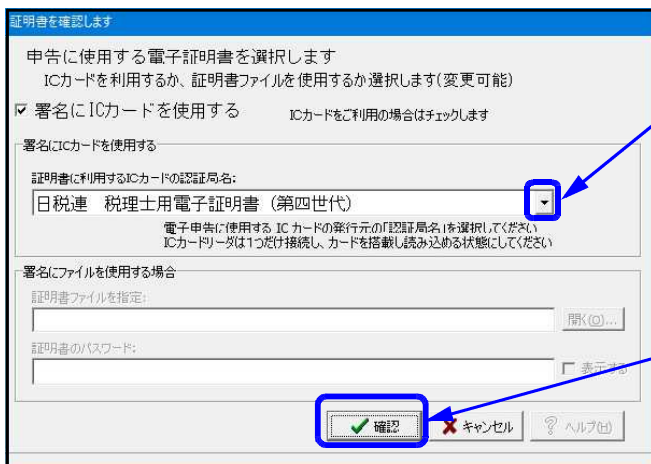 証明書を確認します
申告に使用する電子証明書を選択します
ICカードを利用するか、証明書ファイルを使用するか選択します(変更可能)
署名にICカードを使用する　ICカードをご利用の場合はチェックします
署名にICカードを使用する
証明書に利用するICカードの認証局名:
日税連　税理士用電子証明書（第四世代）
電子申告に使用する IC カードの発行元の「認証局名」を選択してください
ICカードリーダは1つだけ接続し、カードを搭載し読み込める状態にしてください
署名にファイルを使用する場合
証明書ファイルを指定:
開く(O)...
証明書のパスワード:
表示する
確認　キャンセル　ヘルプ(H)